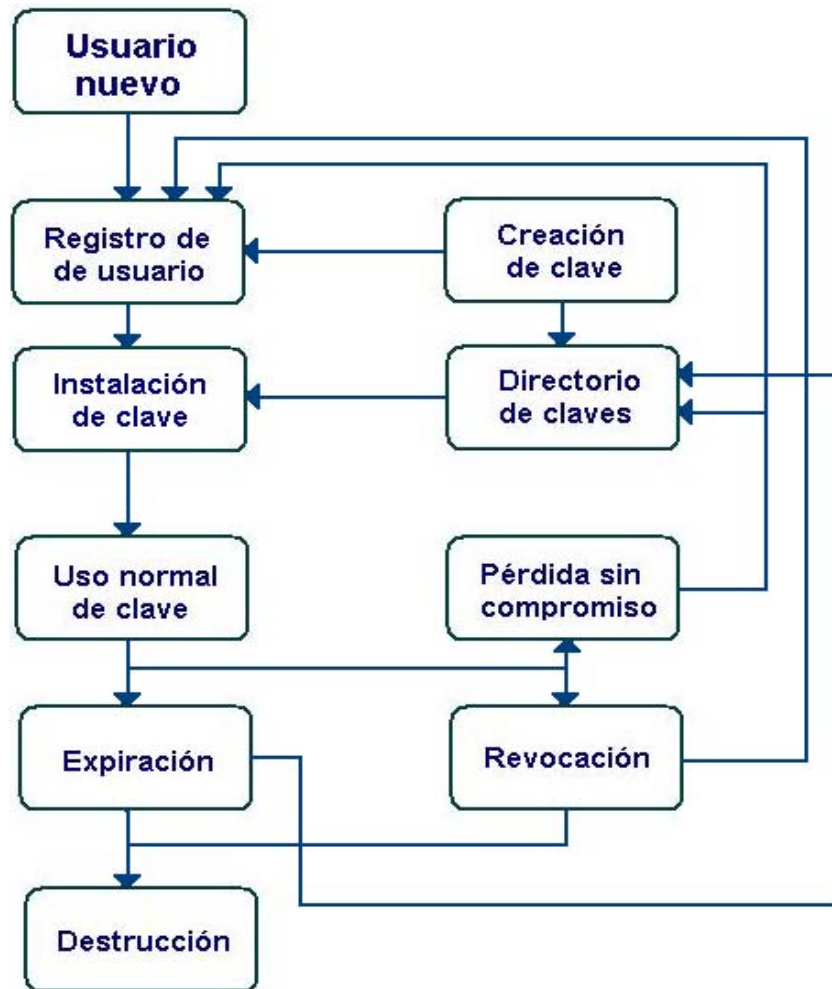 Usuario
nuevo
Registro de
de usuario
Creación
de clave
Instalación
de clave
Directorio
de claves
Uso normal
de clave
Pérdida sin
compromiso
Expiración
Revocación
Destrucción